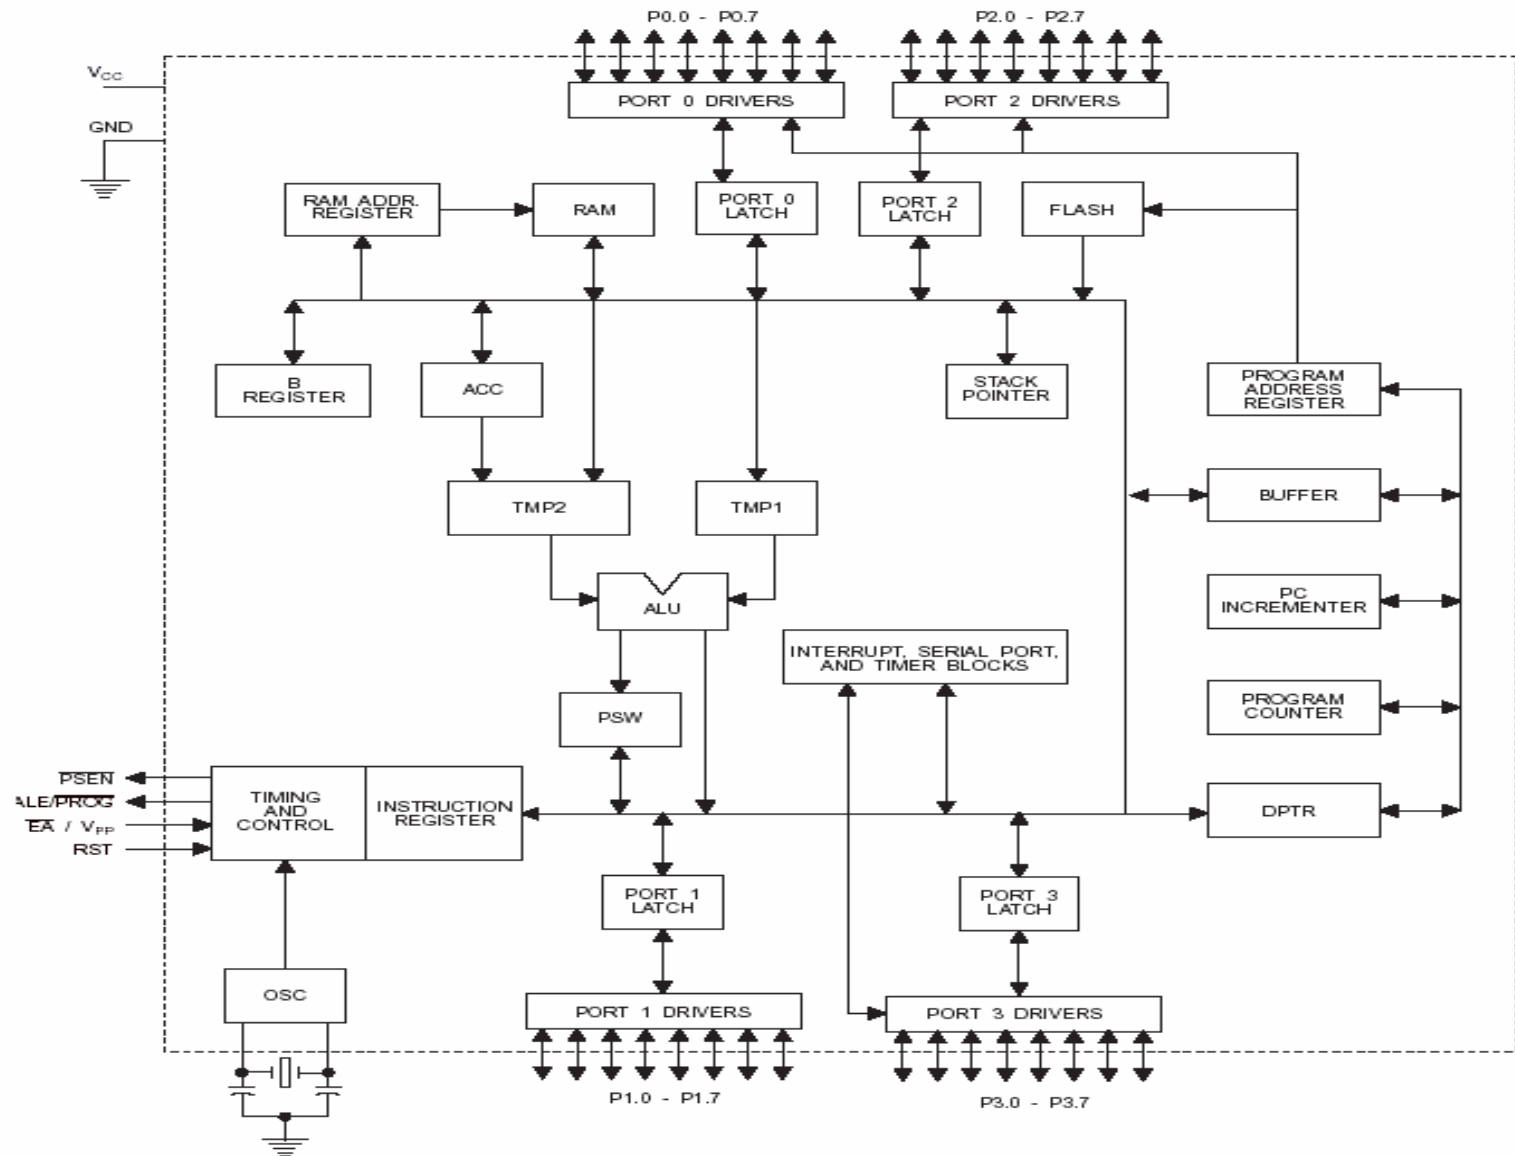 P0.0 - P0.7
P2.0 - P2.7
VCC
GND
PORT 0 DRIVERS
PORT 2 DRIVERS
RAM ADDR.
REGISTER
RAM
PORT 0
LATCH
PORT 2
LATCH
FLASH
B
REGISTER
ACC
STACK
POINTER
PROGRAM
ADDRESS
REGISTER
TMP2
TMP1
BUFFER
ALU
PC
INCREMENTER
INTERRUPT, SERIAL PORT,
AND TIMER BLOCKS
PSW
PROGRAM
COUNTER
PSEN
ALE/PROG
EA / VPP
RST
TIMING
AND
CONTROL
INSTRUCTION
REGISTER
DPTR
PORT 1
LATCH
PORT 3
LATCH
OSC
PORT 1 DRIVERS
PORT 3 DRIVERS
P1.0 - P1.7
P3.0 - P3.7